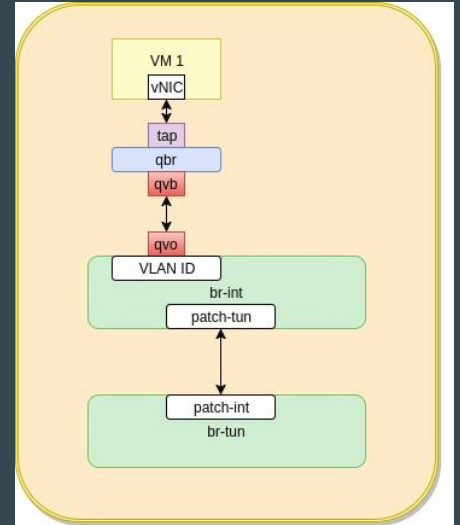 VM 1
vNIC
tap
qbr
qvb
qvo
VLAN ID
br-int
patch-tun
patch-int
br-tun